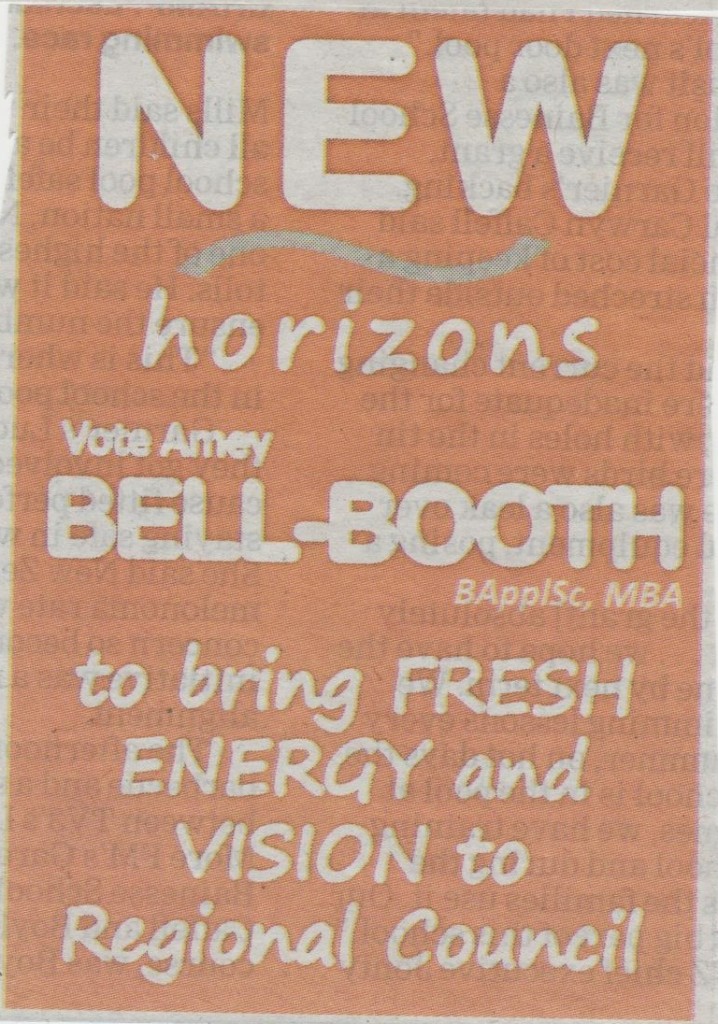 NEW
horizons
Vote Amey
BELL-BOOTH
BApplSc, MBA
to bring FRESH
ENERGY and
VISION to
Regional Council